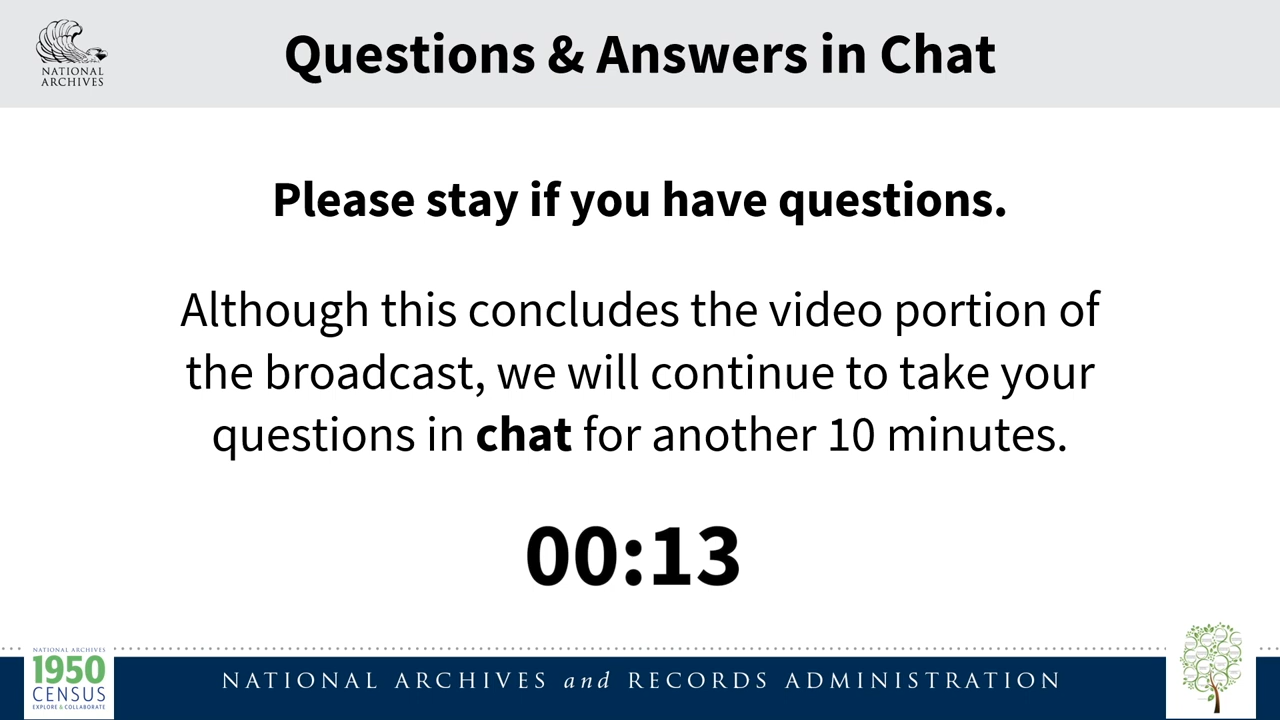 NATIONAL
ARCHIVES
Questions & Answers in Chat
Please stay if you have questions.
Although this concludes the video portion of
the broadcast, we will continue to take your
questions in chat for another 10 minutes.
00:13
NATIONAL ARCHIVES
1950
CENSUS
EXPLORE & COLLABORATE
NATIONAL ARCHIVES and RECORDS ADMINISTRATION